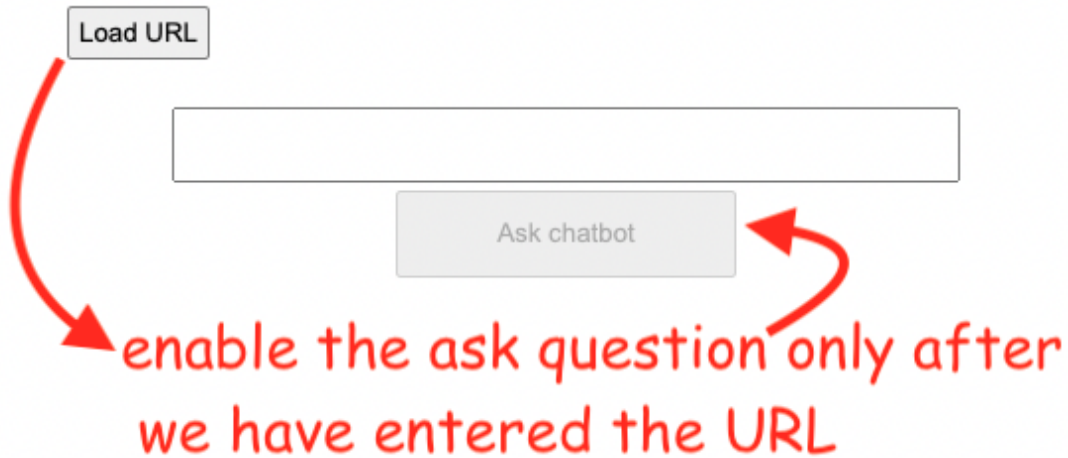 Load URL
Ask chatbot
enable the ask question only after
we have entered the URL